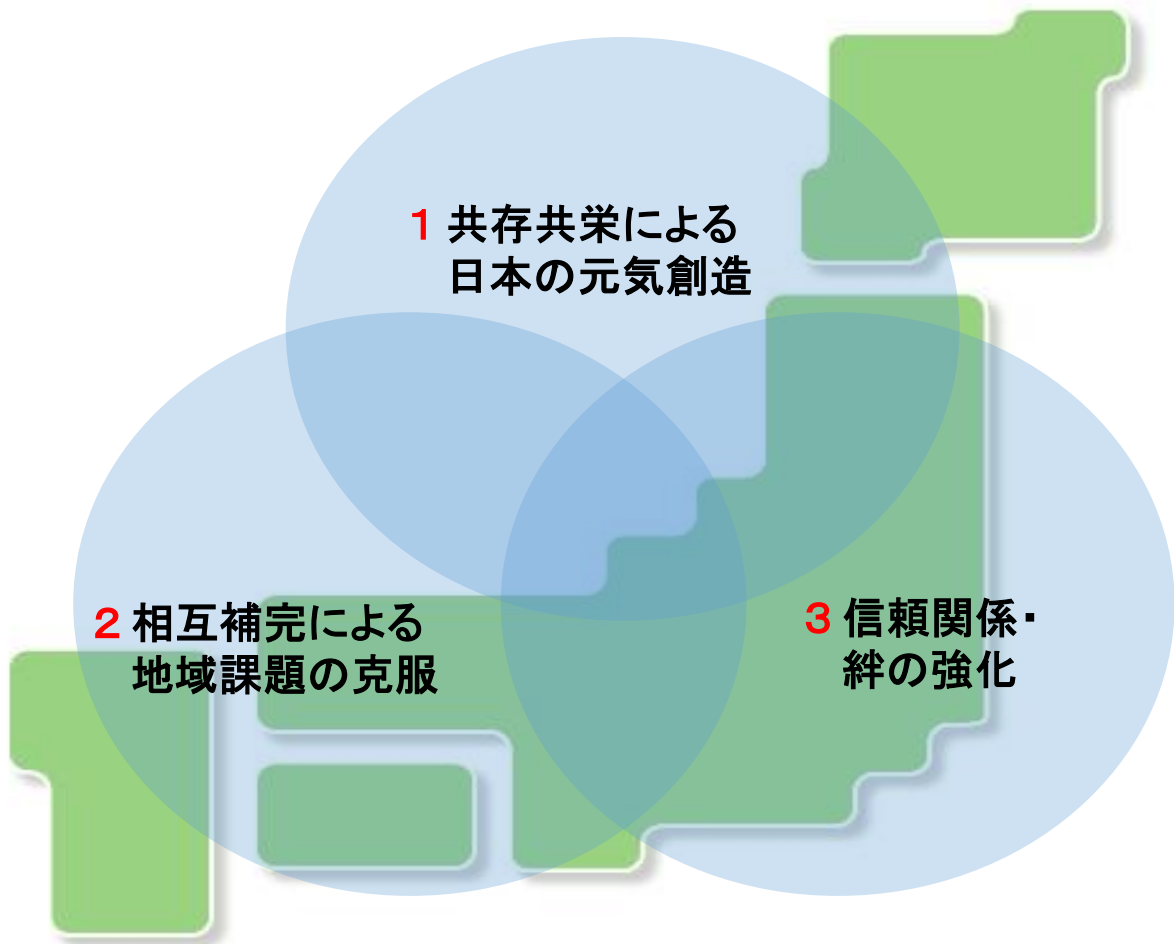 1 共存共栄による
日本の元気創造
2 相互補完による
地域課題の克服
3 信頼関係・
絆の強化